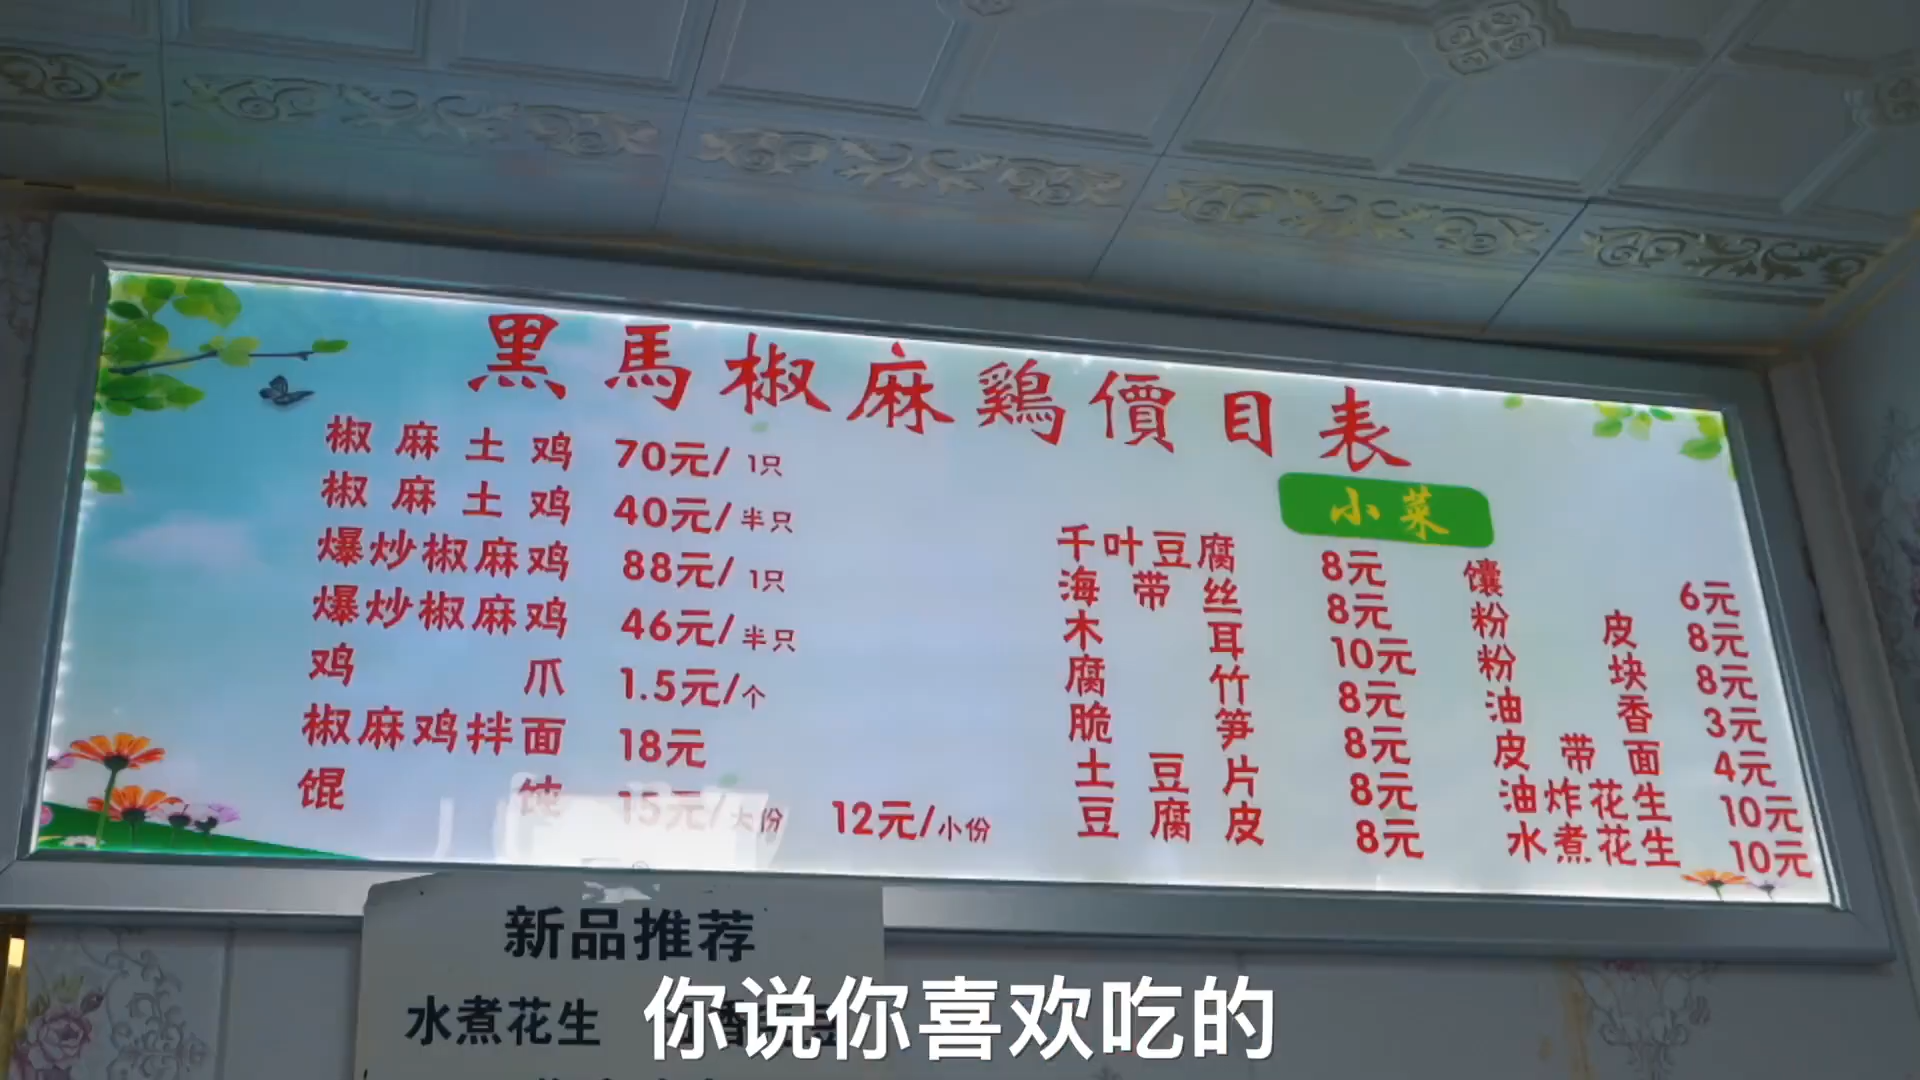 黑馬椒麻鷄價目表
椒麻土鸡 70元/1只
椒麻土鸡 40元/半只
爆炒椒麻鸡 88元/1只
爆炒椒麻鸡 46元/半只
鸡爪 1.5元/个
椒麻鸡拌面 18元
馄饨 15元/大份 12元/小份
小菜
千叶豆腐 8元
海带丝 8元
木耳 10元
腐竹 8元
脆笋 8元
土豆片 8元
豆腐皮 8元
馕 6元
粉皮 8元
粉块 8元
油香 3元
皮带面 4元
油炸花生 10元
水煮花生 10元
新品推荐
水煮花生
你说你喜欢吃的